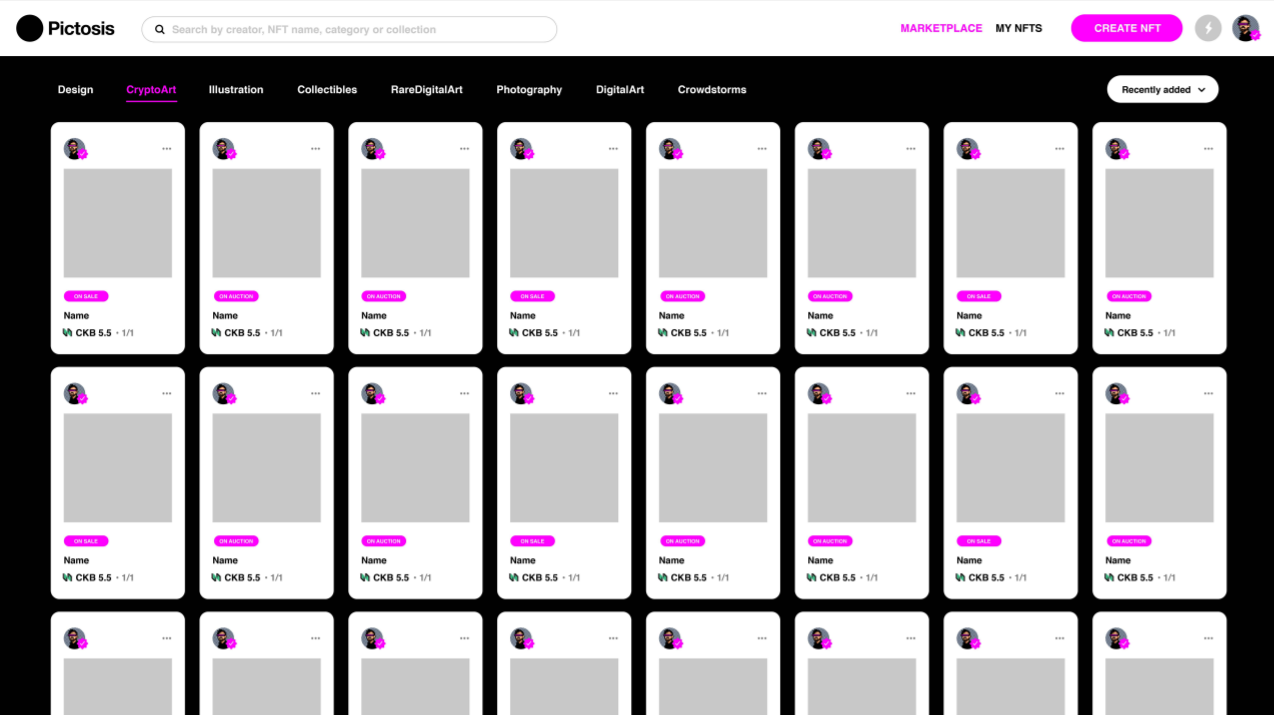 Pictosis
Search by creator, NFT name, category or collection
MARKETPLACE MY NFTS CREATE NFT
Design CryptoArt Illustration Collectibles RareDigitalArt Photography DigitalArt Crowdstorms Recently added
ON SALE ON AUCTION ON AUCTION ON SALE ON AUCTION ON AUCTION ON SALE ON AUCTION
Name Name Name Name Name Name Name Name
CKB 5.5 • 1/1 CKB 5.5 • 1/1 CKB 5.5 • 1/1 CKB 5.5 • 1/1 CKB 5.5 • 1/1 CKB 5.5 • 1/1 CKB 5.5 • 1/1 CKB 5.5 • 1/1
ON SALE ON AUCTION ON AUCTION ON SALE ON AUCTION ON AUCTION ON SALE ON AUCTION
Name Name Name Name Name Name Name Name
CKB 5.5 • 1/1 CKB 5.5 • 1/1 CKB 5.5 • 1/1 CKB 5.5 • 1/1 CKB 5.5 • 1/1 CKB 5.5 • 1/1 CKB 5.5 • 1/1 CKB 5.5 • 1/1